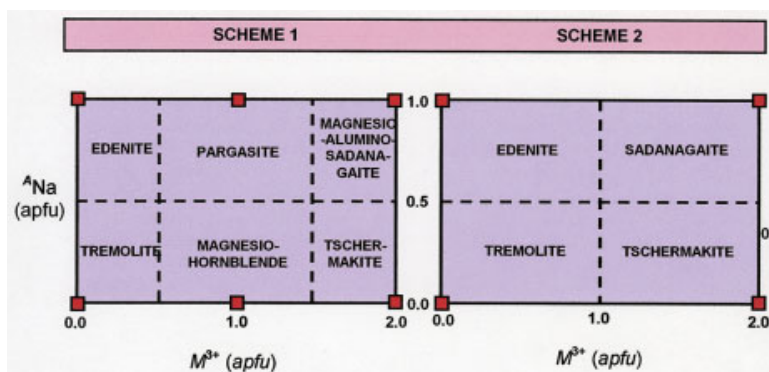 SCHEME 1
SCHEME 2
MAGNESIO
-ALUMINO-
SADANA-
GAITE
EDENITE
PARGASITE
TREMOLITE
MAGNESIO-
HORNBLENDE
TSCHER-
MAKITE
ᴬNa
(apfu)
1.0
0.5
0.0
0.0
1.0
2.0
M³⁺ (apfu)
EDENITE
SADANAGAITE
TREMOLITE
TSCHERMAKITE
0
0.0
1.0
2.0
M³⁺ (apfu)